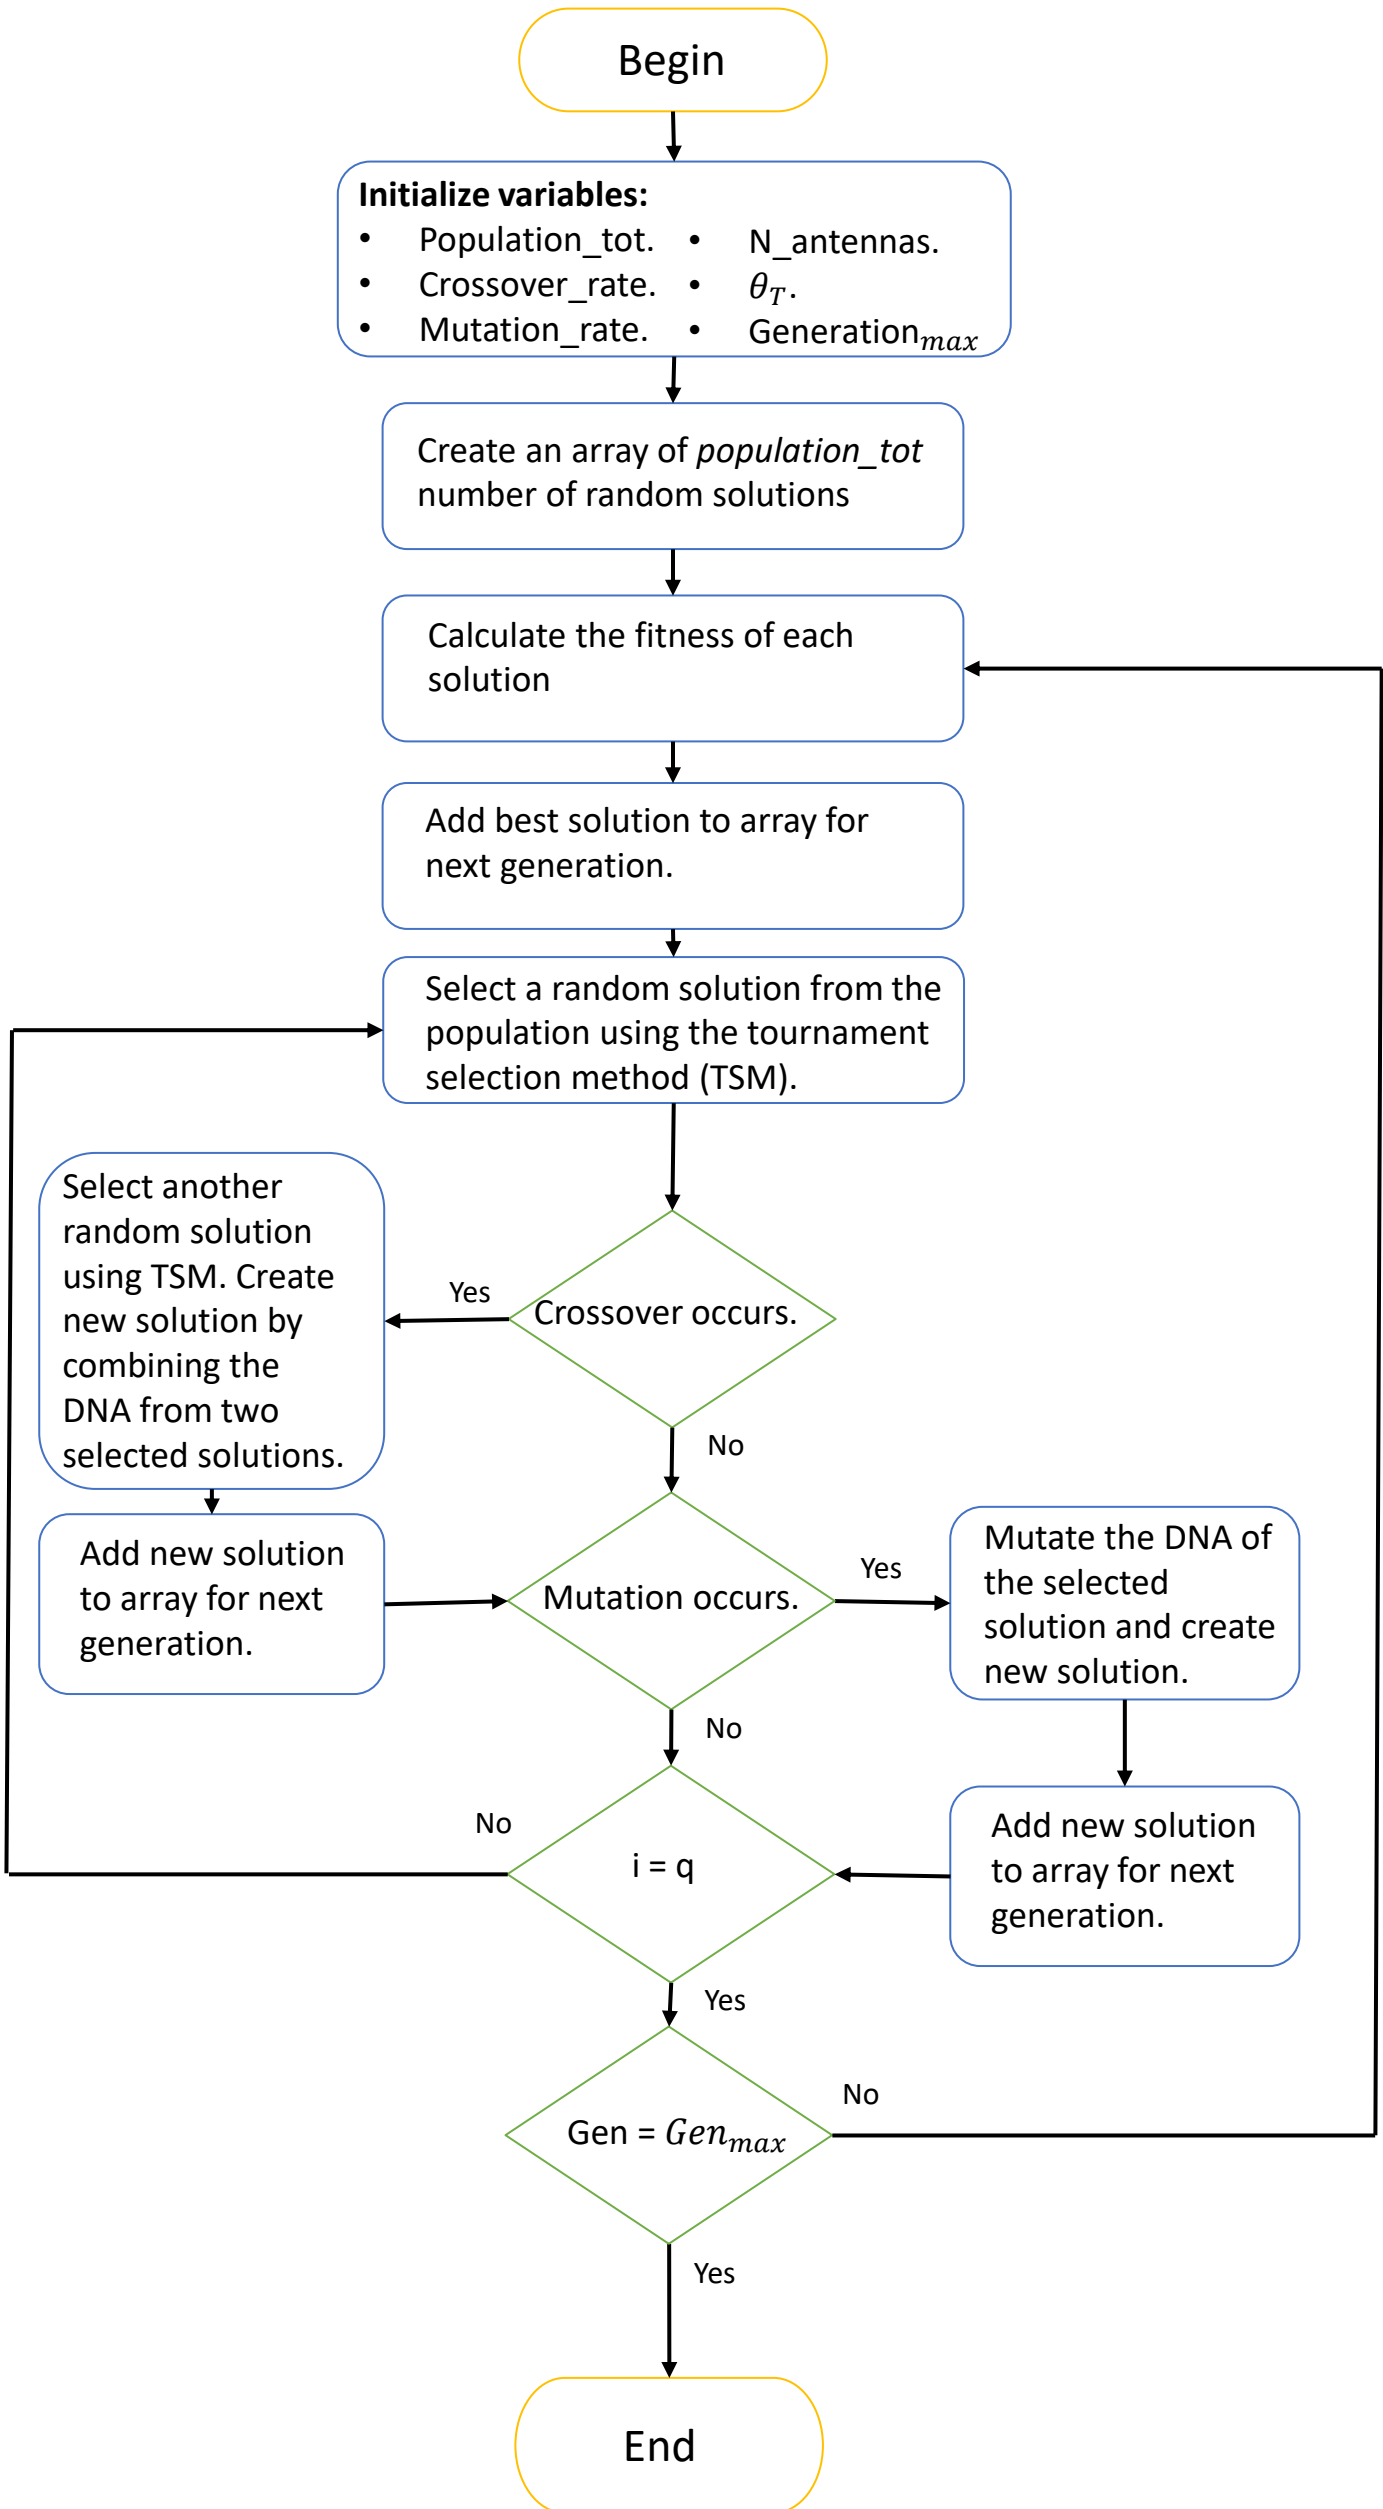 Begin
Initialize variables:
• Population_tot.
• Crossover_rate.
• Mutation_rate.
• N_antennas.
• θ_T.
• Generation_max
Create an array of population_tot
number of random solutions
Calculate the fitness of each
solution
Add best solution to array for
next generation.
Select a random solution from the
population using the tournament
selection method (TSM).
Select another
random solution
using TSM. Create
new solution by
combining the
DNA from two
selected solutions.
Yes
Crossover occurs.
No
Add new solution
to array for next
generation.
Mutation occurs.
Yes
Mutate the DNA of
the selected
solution and create
new solution.
No
No
i = q
Add new solution
to array for next
generation.
Yes
Gen = Gen_max
No
Yes
End